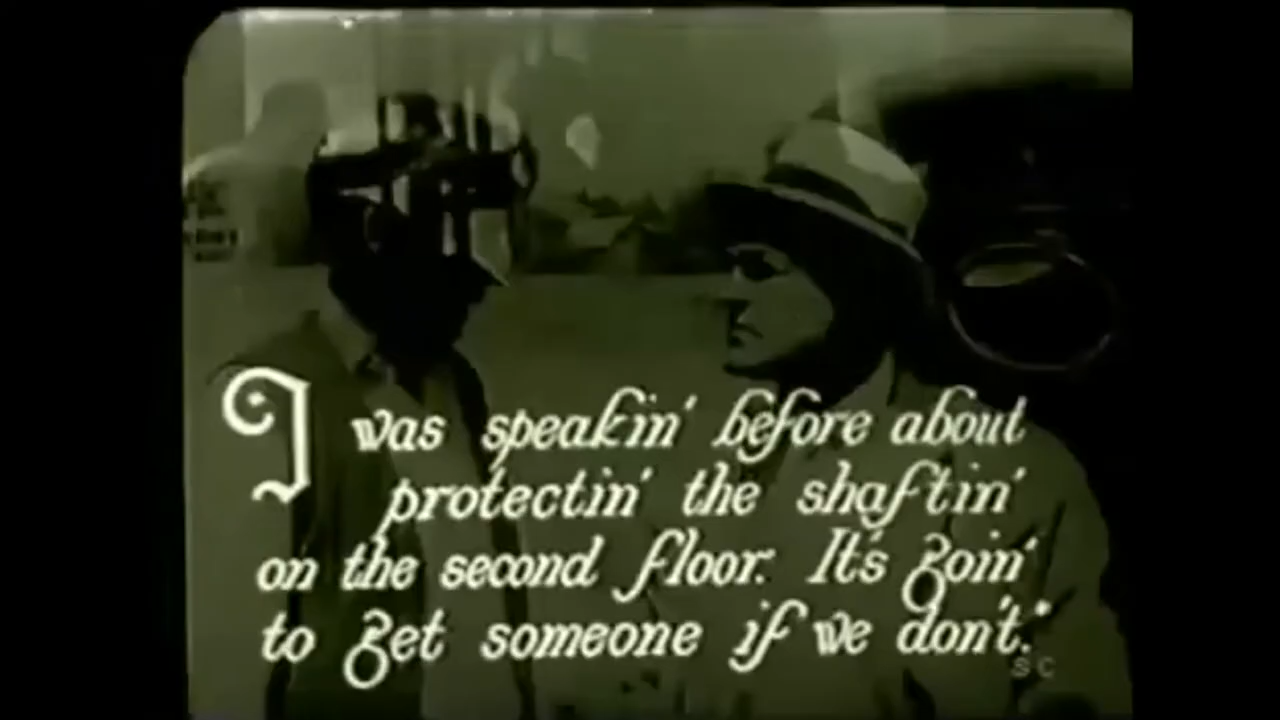 I was speakin' before about
protectin' the shaftin'
on the second floor. It's goin'
to get someone if we don't."
S C